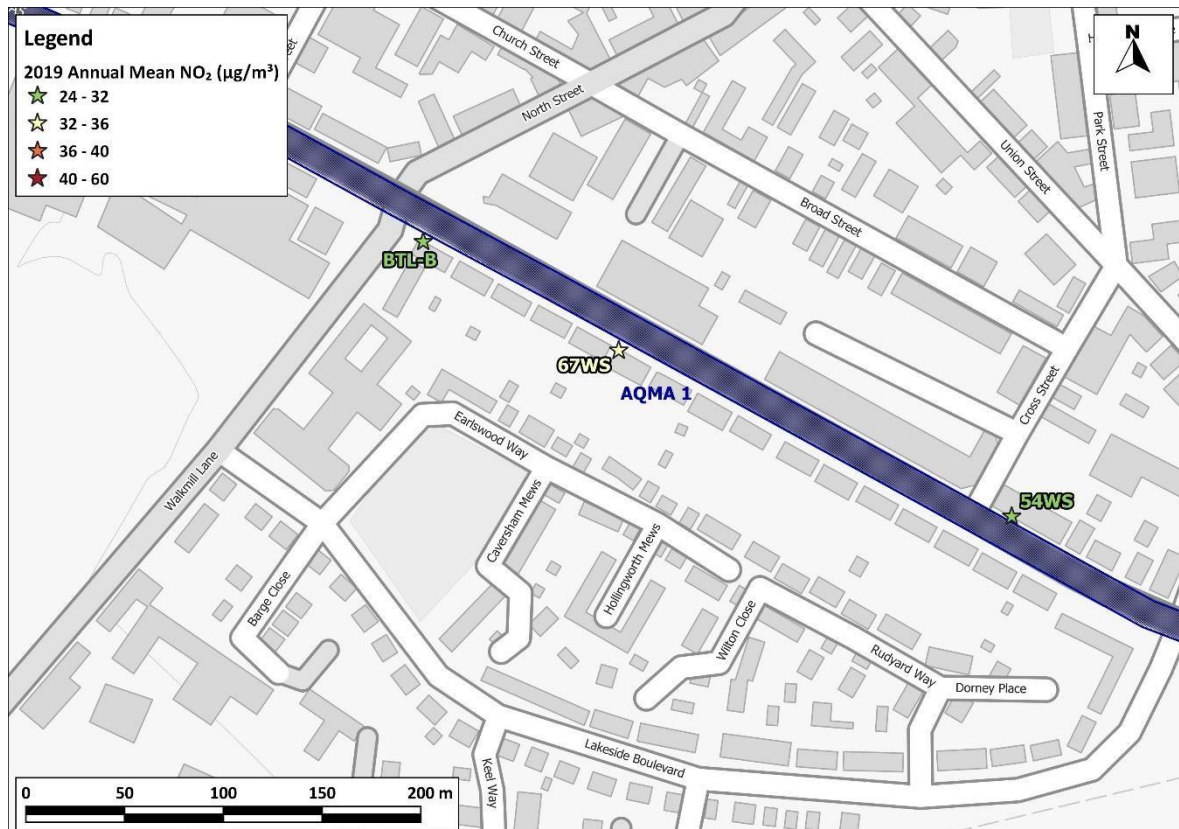 Legend
2019 Annual Mean NO₂ (µg/m³)
24 - 32
32 - 36
36 - 40
40 - 60
N
Church Street
North Street
Park Street
Union Street
Broad Street
BTL-B
67WS
AQMA 1
Cross Street
54WS
Earlswood Way
Walkmill Lane
Caversham Mews
Hollingworth Mews
Barge Close
Wilton Close
Rudyard Way
Dorney Place
Lakeside Boulevard
Keel Way
0 50 100 150 200 m